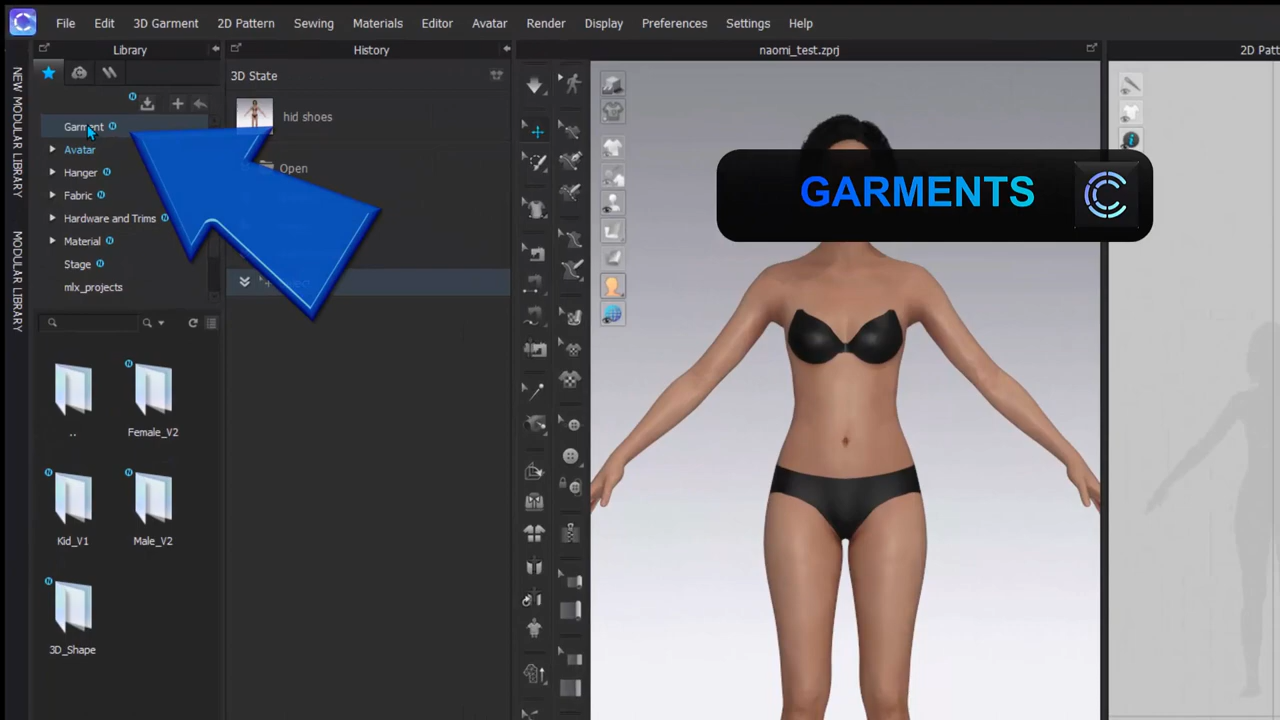 File Edit 3D Garment 2D Pattern Sewing Materials Editor Avatar Render Display Preferences Settings Help
Library
History
naomi_test.zprj
2D Patt
NEW MODULAR LIBRARY
MODULAR LIBRARY
3D State
hid shoes
Open
Garment
Avatar
Hanger
Fabric
Hardware and Trims
Material
Stage
mlx_projects
GARMENTS
..
Female_V2
Kid_V1
Male_V2
3D_Shape